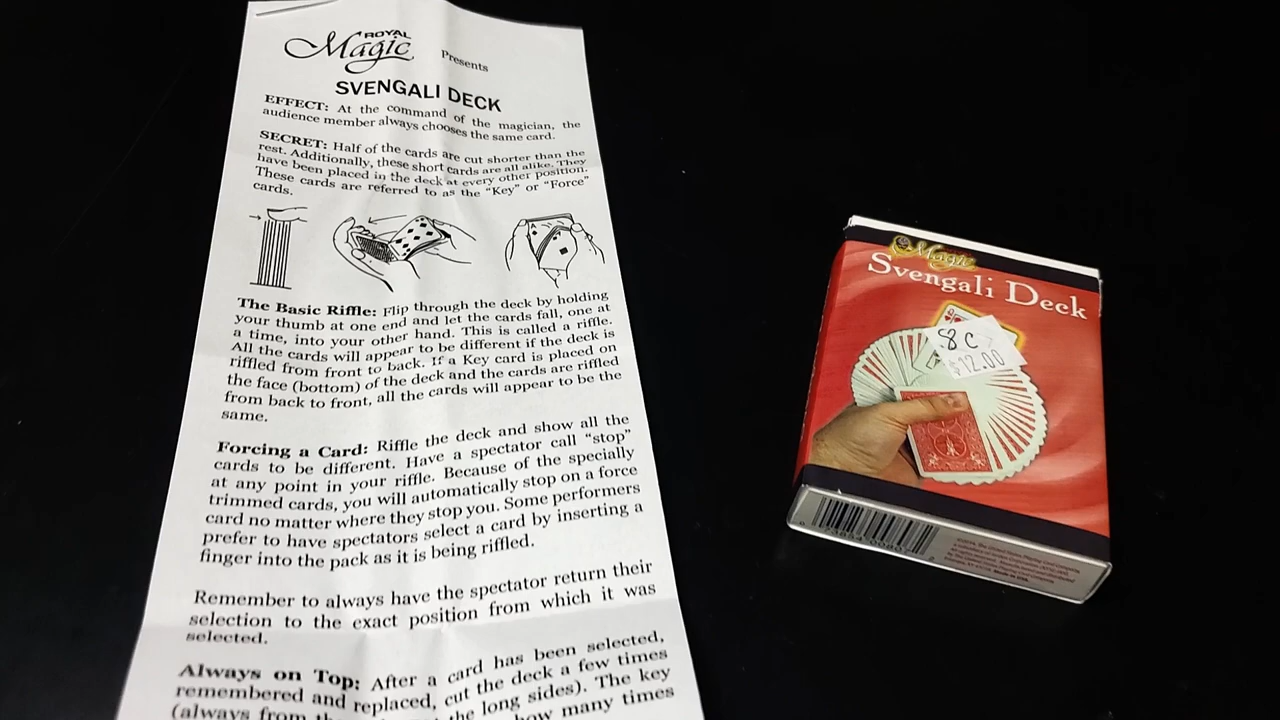 ROYAL
Magic Presents
SVENGALI DECK
EFFECT: At the command of the magician, the
audience member always chooses the same card.
SECRET: Half of the cards are cut shorter than the
rest. Additionally, these short cards are all alike. They
have been placed in the deck at every other position.
These cards are referred to as the "Key" or "Force"
cards.
The Basic Riffle: Flip through the deck by holding
your thumb at one end and let the cards fall, one at
a time, into your other hand. This is called a riffle.
All the cards will appear to be different if the deck is
riffled from front to back. If a Key card is placed on
the face (bottom) of the deck and the cards are riffled
from back to front, all the cards will appear to be the
same.
Forcing a Card: Riffle the deck and show all the
cards to be different. Have a spectator call "stop"
at any point in your riffle. Because of the specially
trimmed cards, you will automatically stop on a force
card no matter where they stop you. Some performers
prefer to have spectators select a card by inserting a
finger into the pack as it is being riffled.
Remember to always have the spectator return their
selection to the exact position from which it was
selected.
Always on Top: After a card has been selected,
remembered and replaced, cut the deck a few times
(always from the long sides). The key
how many times
Magic
Svengali Deck
8C
$12.00